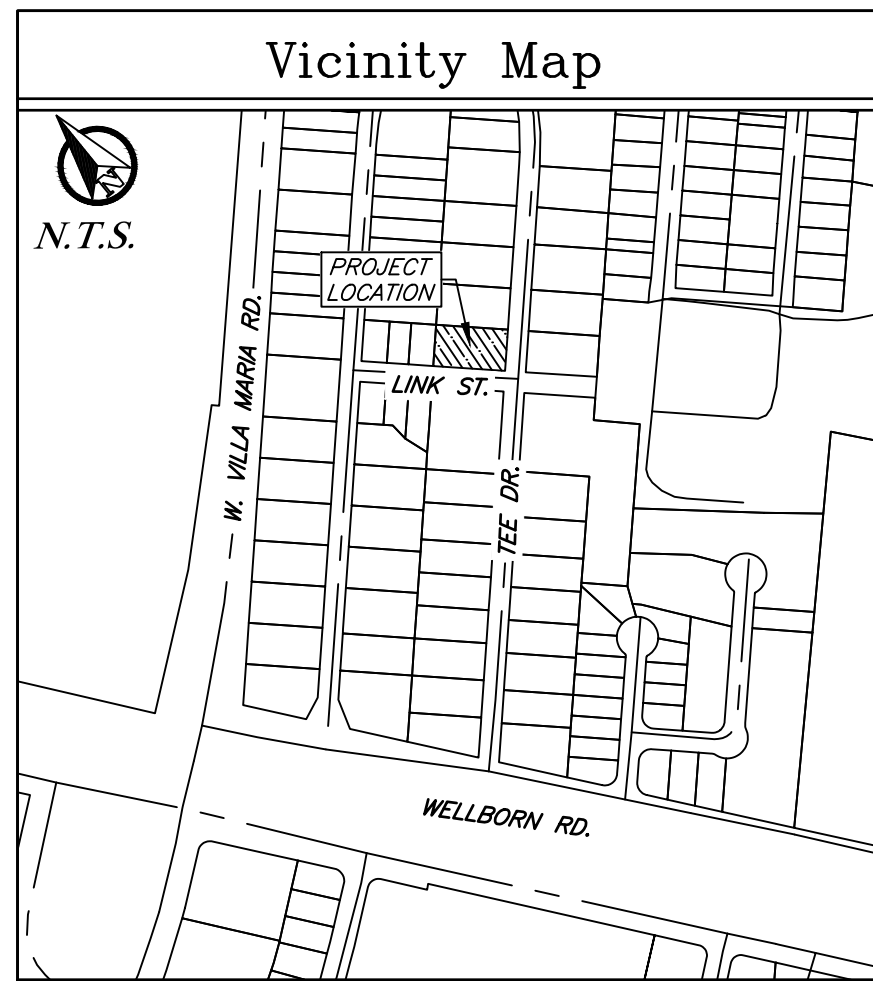 Vicinity Map
N
N.T.S.
PROJECT
LOCATION
W. VILLA MARIA RD.
LINK ST.
TEE DR.
WELLBORN RD.